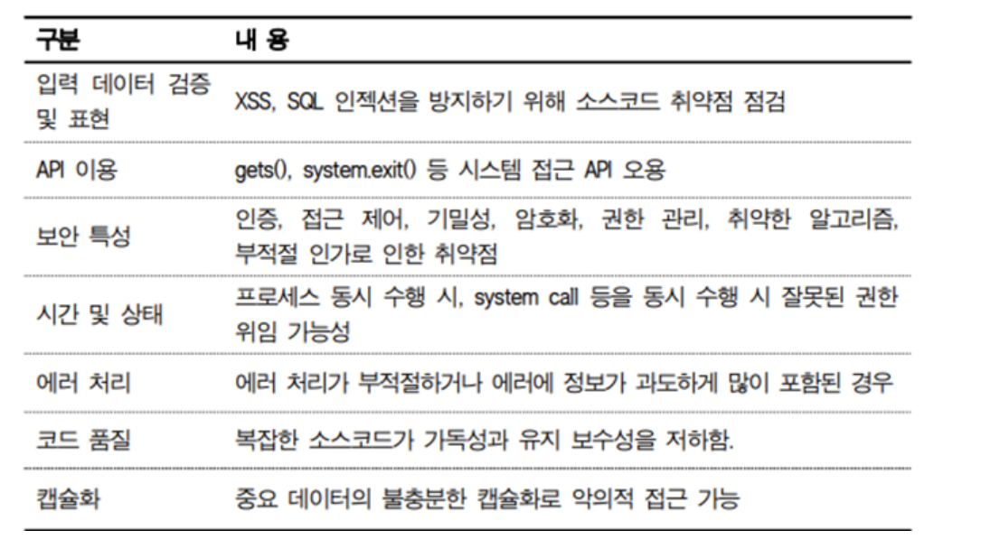 구분 내 용
입력 데이터 검증
및 표현
XSS, SQL 인젝션을 방지하기 위해 소스코드 취약점 점검
API 이용 gets(), system.exit() 등 시스템 접근 API 오용
보안 특성
인증, 접근 제어, 기밀성, 암호화, 권한 관리, 취약한 알고리즘,
부적절 인가로 인한 취약점
시간 및 상태
프로세스 동시 수행 시, system call 등을 동시 수행 시 잘못된 권한
위임 가능성
에러 처리 에러 처리가 부적절하거나 에러에 정보가 과도하게 많이 포함된 경우
코드 품질 복잡한 소스코드가 가독성과 유지 보수성을 저하함.
캡슐화 중요 데이터의 불충분한 캡슐화로 악의적 접근 가능